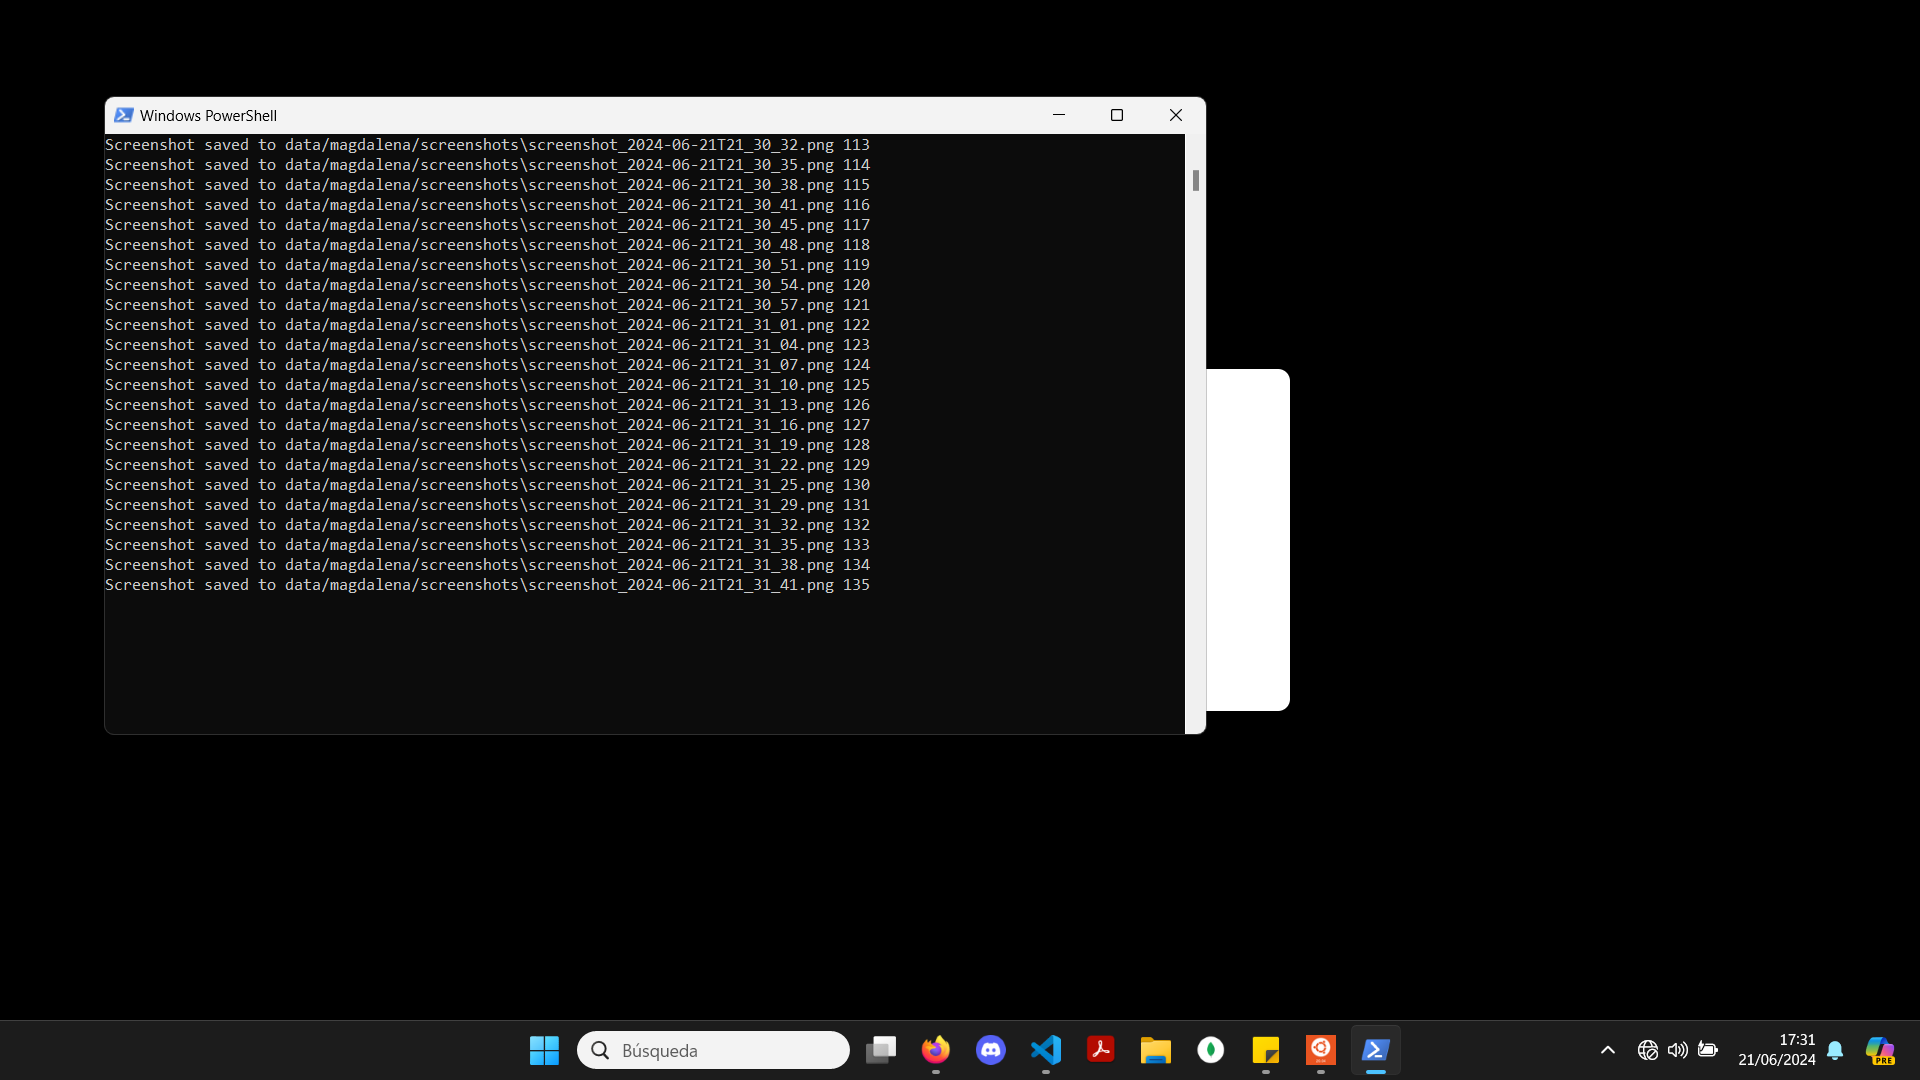 Windows PowerShell
Screenshot saved to data/magdalena/screenshots\screenshot_2024-06-21T21_30_32.png 113
Screenshot saved to data/magdalena/screenshots\screenshot_2024-06-21T21_30_35.png 114
Screenshot saved to data/magdalena/screenshots\screenshot_2024-06-21T21_30_38.png 115
Screenshot saved to data/magdalena/screenshots\screenshot_2024-06-21T21_30_41.png 116
Screenshot saved to data/magdalena/screenshots\screenshot_2024-06-21T21_30_45.png 117
Screenshot saved to data/magdalena/screenshots\screenshot_2024-06-21T21_30_48.png 118
Screenshot saved to data/magdalena/screenshots\screenshot_2024-06-21T21_30_51.png 119
Screenshot saved to data/magdalena/screenshots\screenshot_2024-06-21T21_30_54.png 120
Screenshot saved to data/magdalena/screenshots\screenshot_2024-06-21T21_30_57.png 121
Screenshot saved to data/magdalena/screenshots\screenshot_2024-06-21T21_31_01.png 122
Screenshot saved to data/magdalena/screenshots\screenshot_2024-06-21T21_31_04.png 123
Screenshot saved to data/magdalena/screenshots\screenshot_2024-06-21T21_31_07.png 124
Screenshot saved to data/magdalena/screenshots\screenshot_2024-06-21T21_31_10.png 125
Screenshot saved to data/magdalena/screenshots\screenshot_2024-06-21T21_31_13.png 126
Screenshot saved to data/magdalena/screenshots\screenshot_2024-06-21T21_31_16.png 127
Screenshot saved to data/magdalena/screenshots\screenshot_2024-06-21T21_31_19.png 128
Screenshot saved to data/magdalena/screenshots\screenshot_2024-06-21T21_31_22.png 129
Screenshot saved to data/magdalena/screenshots\screenshot_2024-06-21T21_31_25.png 130
Screenshot saved to data/magdalena/screenshots\screenshot_2024-06-21T21_31_29.png 131
Screenshot saved to data/magdalena/screenshots\screenshot_2024-06-21T21_31_32.png 132
Screenshot saved to data/magdalena/screenshots\screenshot_2024-06-21T21_31_35.png 133
Screenshot saved to data/magdalena/screenshots\screenshot_2024-06-21T21_31_38.png 134
Screenshot saved to data/magdalena/screenshots\screenshot_2024-06-21T21_31_41.png 135
Búsqueda
17:31
21/06/2024
PRE